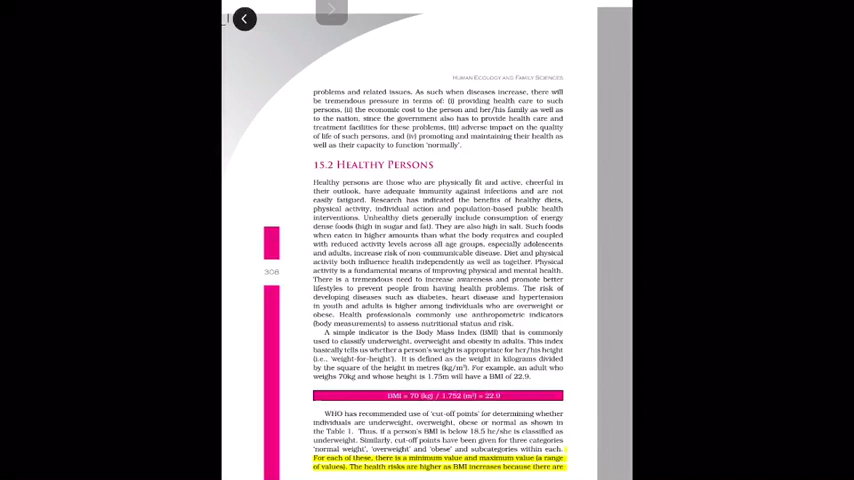 HUMAN ECOLOGY AND FAMILY SCIENCES
problems and related issues. As such when diseases increase, there will
be tremendous pressure in terms of: (i) providing health care to such
persons, (ii) the economic cost to the person and her/his family as well as
to the nation, since the government also has to provide health care and
treatment facilities for these problems, (iii) adverse impact on the quality
of life of such persons, and (iv) promoting and maintaining their health as
well as their capacity to function 'normally'.
15.2 HEALTHY PERSONS
Healthy persons are those who are physically fit and active, cheerful in
their outlook, have adequate immunity against infections and are not
easily fatigued. Research has indicated the benefits of healthy diets,
physical activity, individual action and population-based public health
interventions. Unhealthy diets generally include consumption of energy
dense foods (high in sugar and fat). They are also high in salt. Such foods
when eaten in higher amounts than what the body requires and coupled
with reduced activity levels across all age groups, especially adolescents
and adults, increase risk of non-communicable disease. Diet and physical
activity both influence health independently as well as together. Physical
activity is a fundamental means of improving physical and mental health.
There is a tremendous need to increase awareness and promote better
lifestyles to prevent people from having health problems. The risk of
developing diseases such as diabetes, heart disease and hypertension
in youth and adults is higher among individuals who are overweight or
obese. Health professionals commonly use anthropometric indicators
(body measurements) to assess nutritional status and risk.
308
A simple indicator is the Body Mass Index (BMI) that is commonly
used to classify underweight, overweight and obesity in adults. This index
basically tells us whether a person's weight is appropriate for her/his height
(i.e., 'weight-for-height'). It is defined as the weight in kilograms divided
by the square of the height in metres (kg/m²). For example, an adult who
weighs 70kg and whose height is 1.75m will have a BMI of 22.9.
BMI = 70 (kg) / 1.752 (m²) = 22.9
WHO has recommended use of 'cut-off points' for determining whether
individuals are underweight, overweight, obese or normal as shown in
the Table 1. Thus, if a person's BMI is below 18.5 he/she is classified as
underweight. Similarly, cut-off points have been given for three categories
'normal weight', 'overweight' and 'obese' and subcategories within each.
For each of these, there is a minimum value and maximum value (a range
of values). The health risks are higher as BMI increases because there are